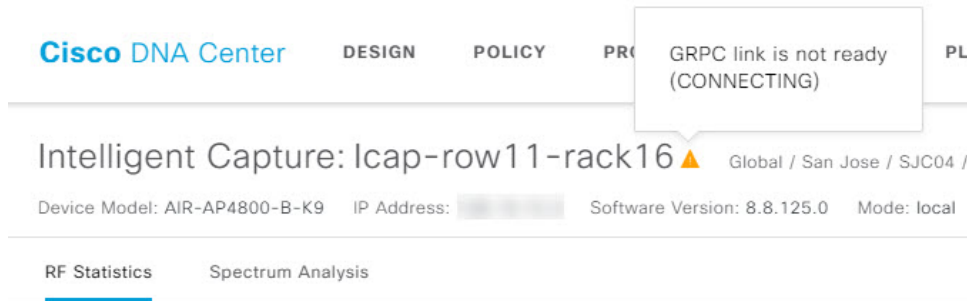 Cisco DNA Center DESIGN POLICY
GRPC link is not ready
(CONNECTING)
Intelligent Capture: Icap-row11-rack16 Global / San Jose / SJC04 /
Device Model: AIR-AP4800-B-K9 IP Address: Software Version: 8.8.125.0 Mode: local
RF Statistics Spectrum Analysis